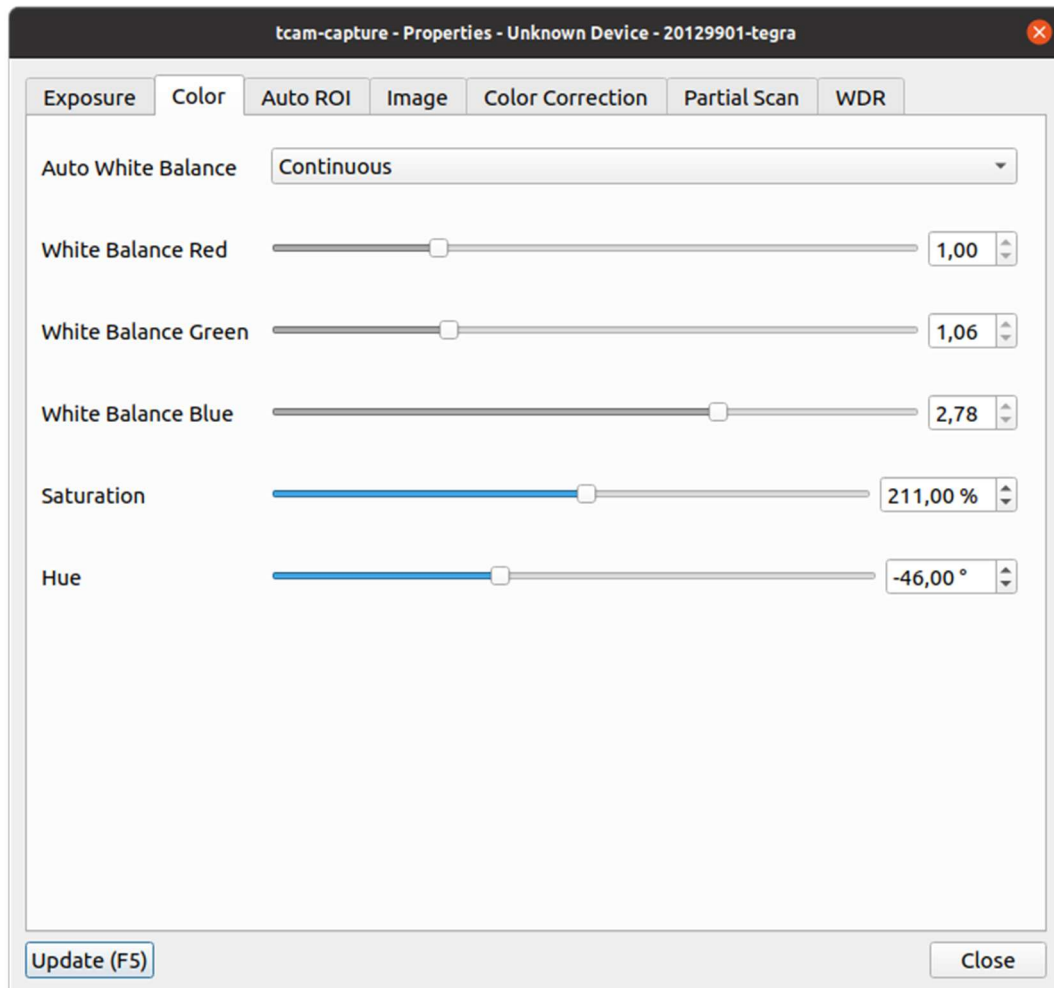 tcam-capture - Properties - Unknown Device - 20129901-tegra
Exposure Color Auto ROI Image Color Correction Partial Scan WDR
Auto White Balance Continuous
White Balance Red 1,00
White Balance Green 1,06
White Balance Blue 2,78
Saturation 211,00 %
Hue -46,00 °
Update (F5) Close